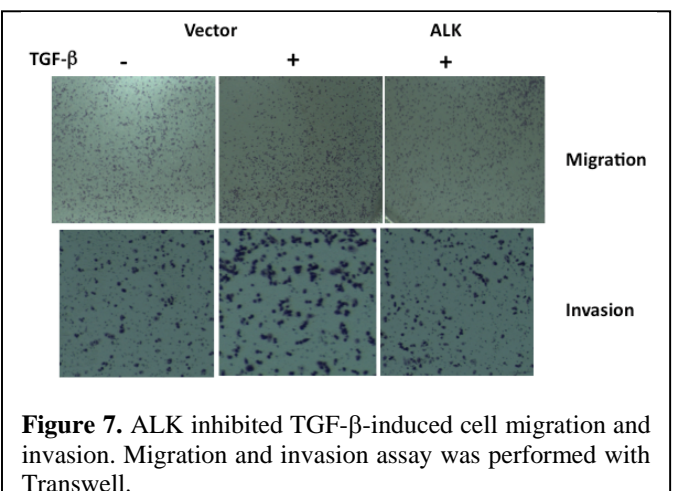 Vector ALK
TGF-β - + +
Migration
Invasion
Figure 7. ALK inhibited TGF-β-induced cell migration and
invasion. Migration and invasion assay was performed with
Transwell.